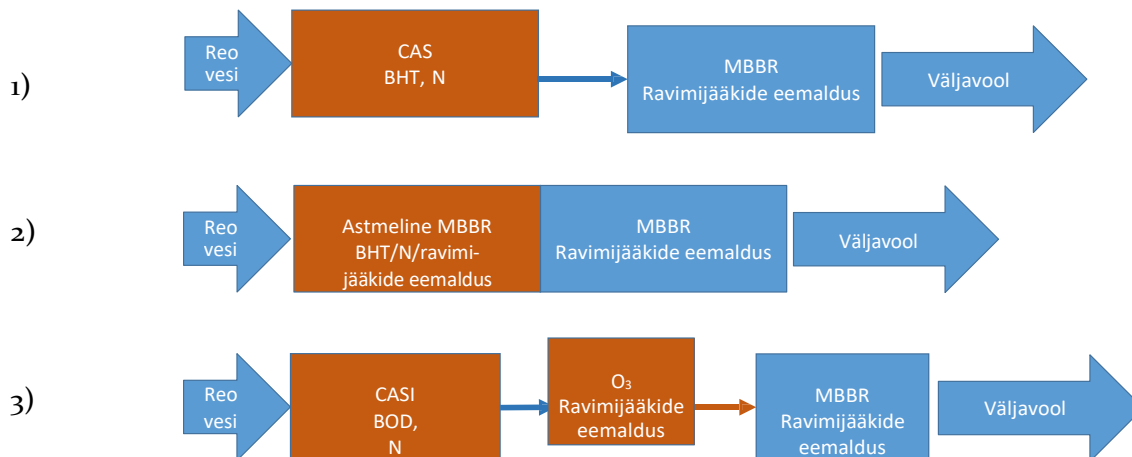 1)
Reo
vesi
CAS
BHT, N
MBBR
Ravimijääkide eemaldus
Väljavool
2)
Reo
vesi
Astmeline MBBR
BHT/N/ravimi-
jääkide eemaldus
MBBR
Ravimijääkide eemaldus
Väljavool
3)
Reo
vesi
CASI
BOD,
N
O₃
Ravimijääkide
eemaldus
MBBR
Ravimijääkide
eemaldus
Väljavool